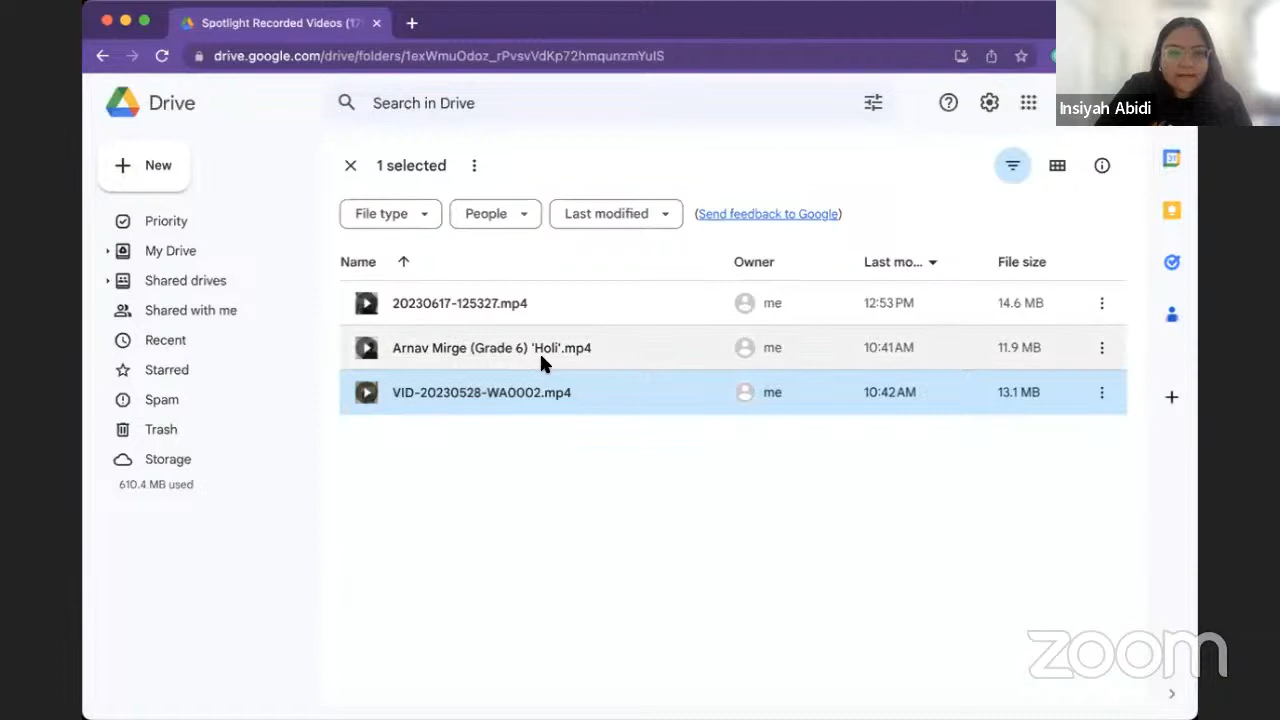 Spotlight Recorded Videos (17
drive.google.com/drive/folders/1exWmuOdoz_rPvsvVdKp72hmqunzmYuIS
Insiyah Abidi
Drive
Search in Drive
New
1 selected
31
File type
People
Last modified
(Send feedback to Google)
Priority
My Drive
Shared drives
Shared with me
Recent
Starred
Spam
Trash
Storage
610.4 MB used
Name Owner Last mo... File size
20230617-125327.mp4 me 12:53 PM 14.6 MB
Arnav Mirge (Grade 6) 'Holi'.mp4 me 10:41 AM 11.9 MB
VID-20230528-WA0002.mp4 me 10:42 AM 13.1 MB
zoom